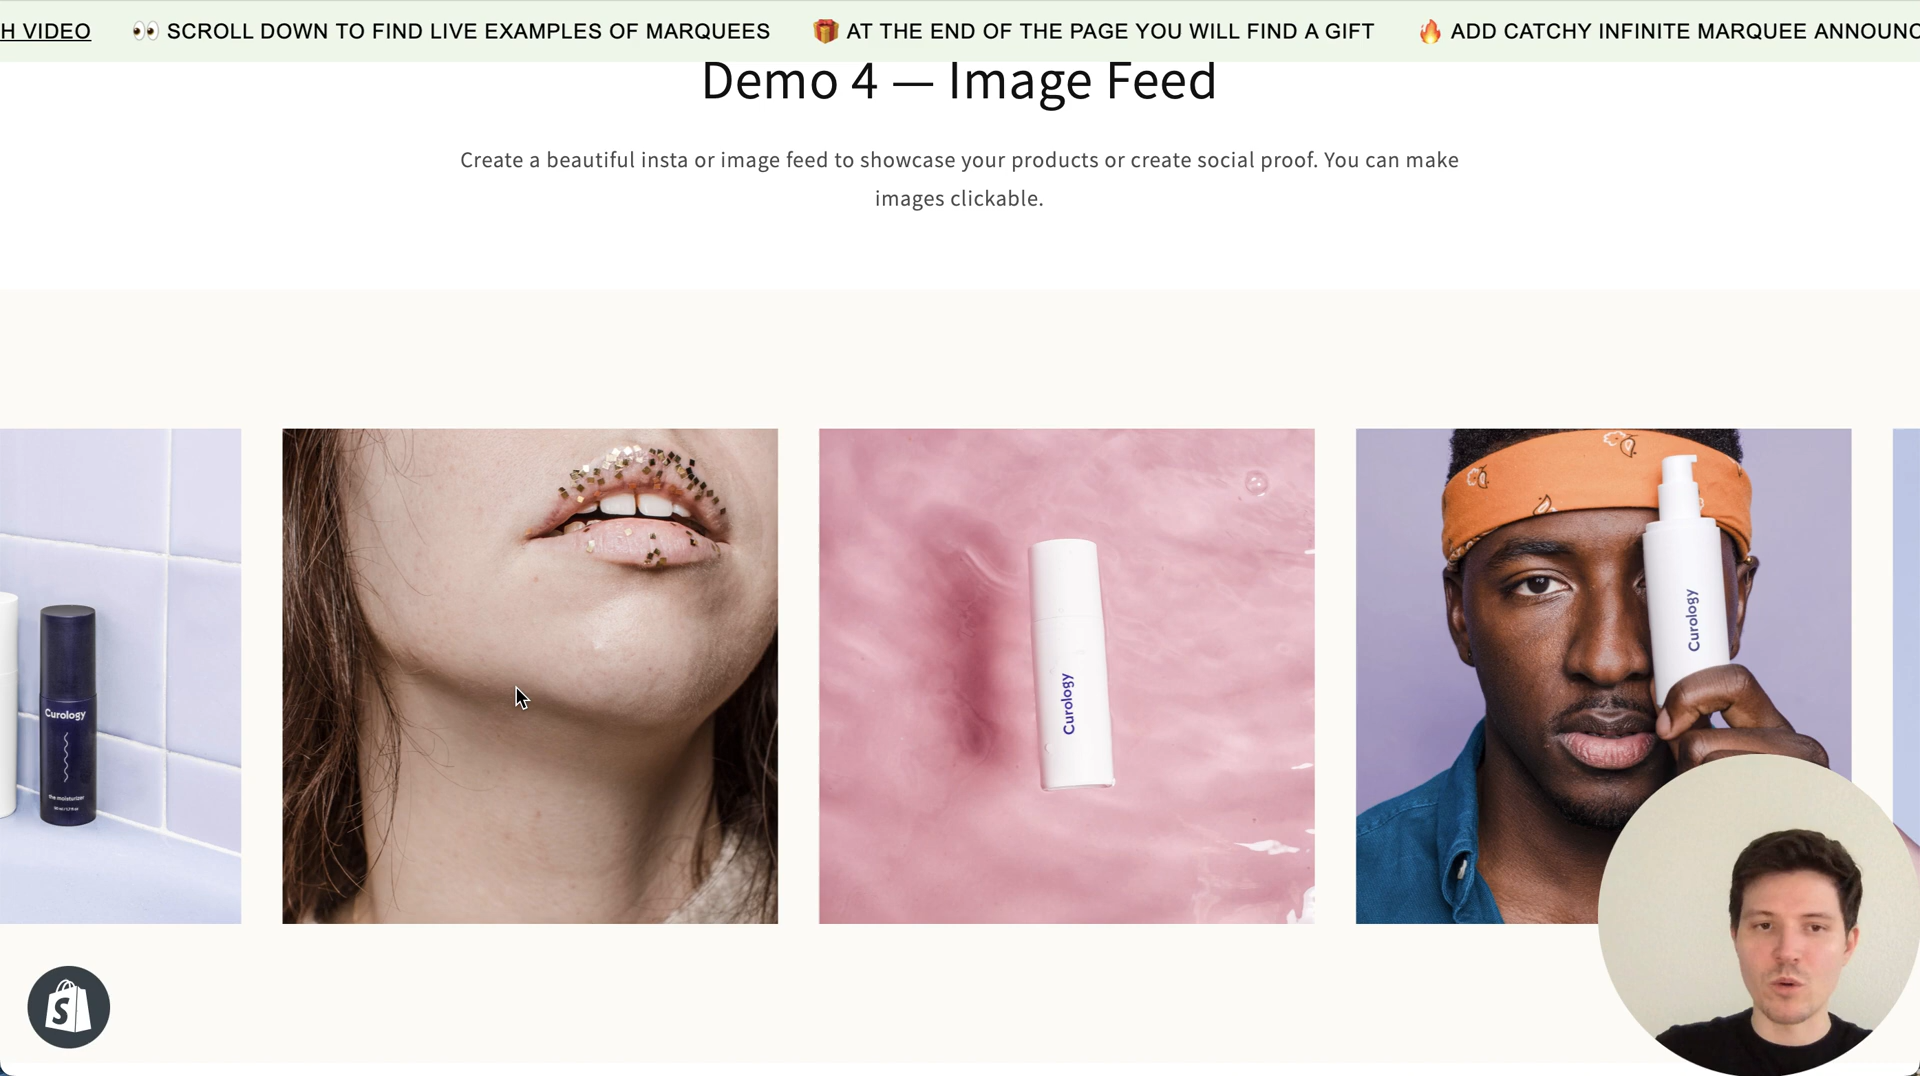 H VIDEO 👀 SCROLL DOWN TO FIND LIVE EXAMPLES OF MARQUEES 🎁 AT THE END OF THE PAGE YOU WILL FIND A GIFT 🔥 ADD CATCHY INFINITE MARQUEE ANNOUNC
Demo 4 — Image Feed
Create a beautiful insta or image feed to showcase your products or create social proof. You can make
images clickable.
Curology
the moisturizer
Curology
Curology